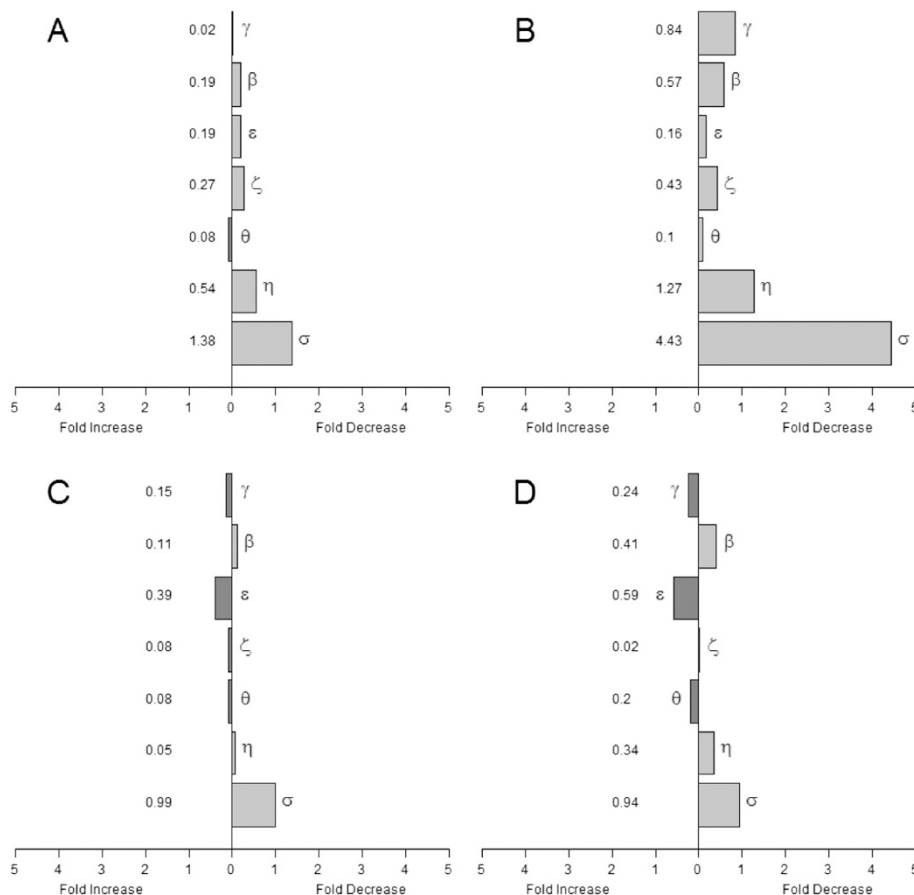 A
0.02 γ
0.19 β
0.19 ε
0.27 ζ
0.08 θ
0.54 η
1.38 σ
5 4 3 2 1 0 1 2 3 4 5
Fold Increase Fold Decrease
B
0.84 γ
0.57 β
0.16 ε
0.43 ζ
0.1 θ
1.27 η
4.43 σ
5 4 3 2 1 0 1 2 3 4 5
Fold Increase Fold Decrease
C
0.15 γ
0.11 β
0.39 ε
0.08 ζ
0.08 θ
0.05 η
0.99 σ
5 4 3 2 1 0 1 2 3 4 5
Fold Increase Fold Decrease
D
0.24 γ
0.41 β
0.59 ε
0.02 ζ
0.2 θ
0.34 η
0.94 σ
5 4 3 2 1 0 1 2 3 4 5
Fold Increase Fold Decrease